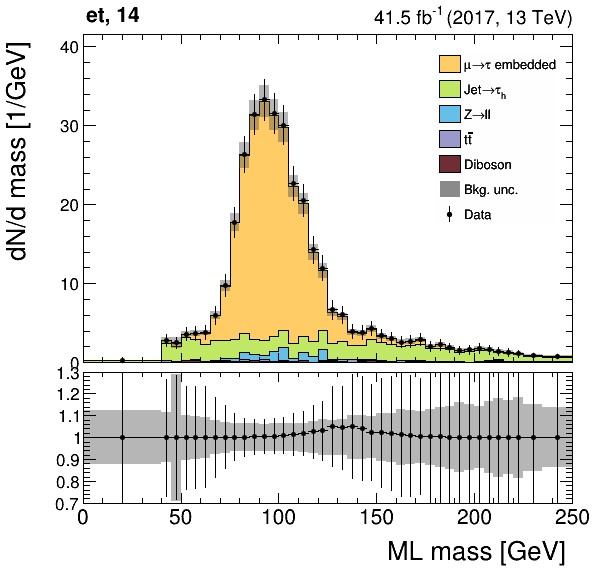 et, 14
41.5 fb⁻¹ (2017, 13 TeV)
dN/d mass [1/GeV]
40
30
20
10
0
μ→τ embedded
Jet→τₕ
Z→ll
tt̅
Diboson
Bkg. unc.
Data
1.3
1.2
1.1
1
0.9
0.8
0.7
0 50 100 150 200 250
ML mass [GeV]